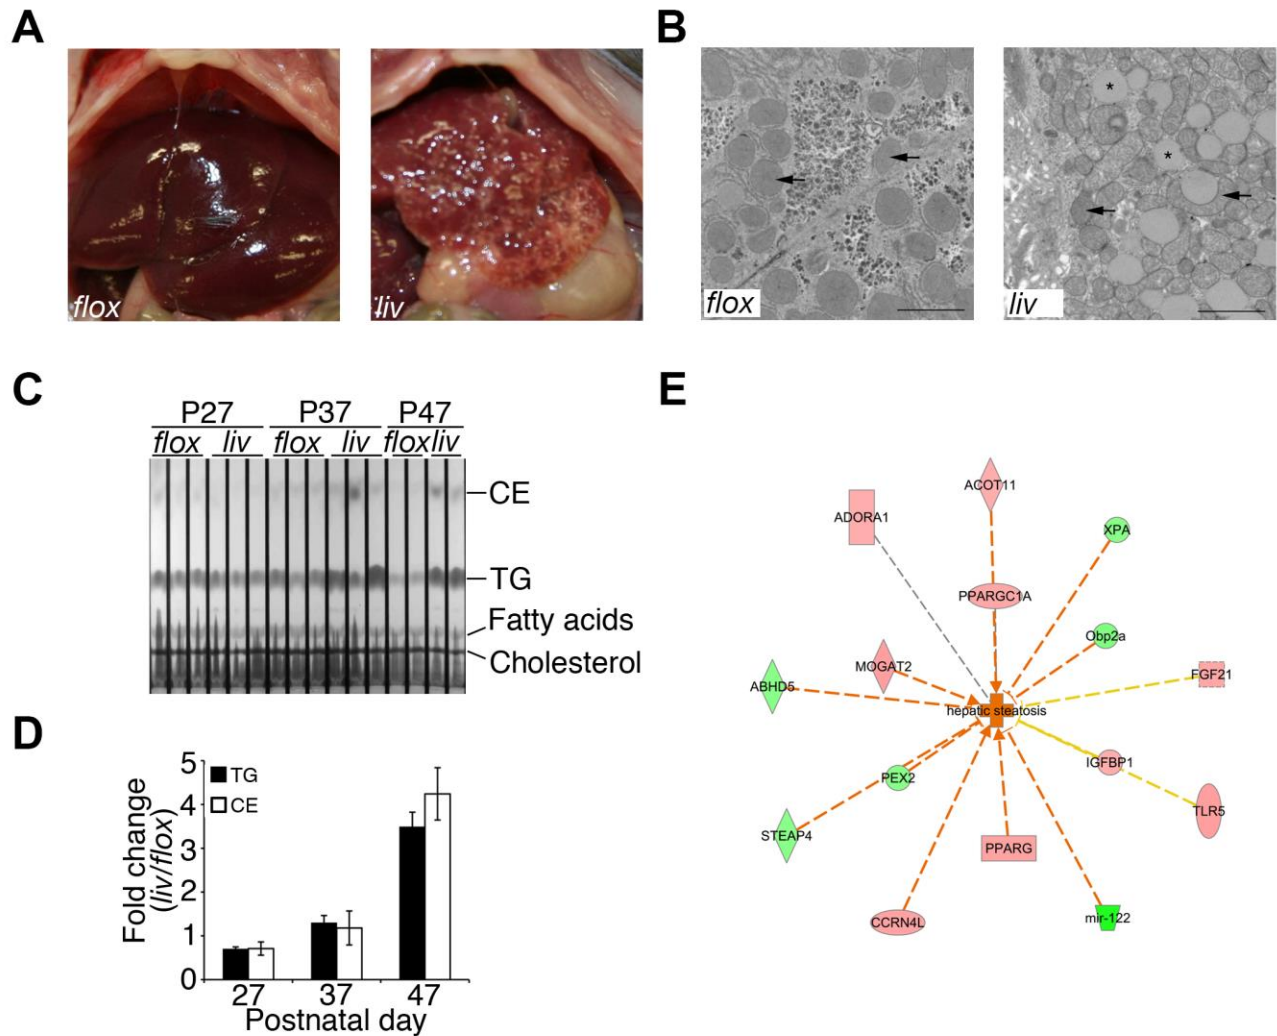 A
B
flox
liv
flox
liv
*
*
C
P27 P37 P47
flox liv flox liv flox liv
CE
TG
Fatty acids
Cholesterol
D
5
4
3
2
1
0
TG
CE
Fold change
(liv/flox)
27 37 47
Postnatal day
E
ACOT11
ADORA1
XPA
PPARGC1A
Obp2a
MOGAT2
ABHD5
FGF21
hepatic steatosis
IGFBP1
PEX2
TLR5
STEAP4
PPARG
CCRN4L
mir-122